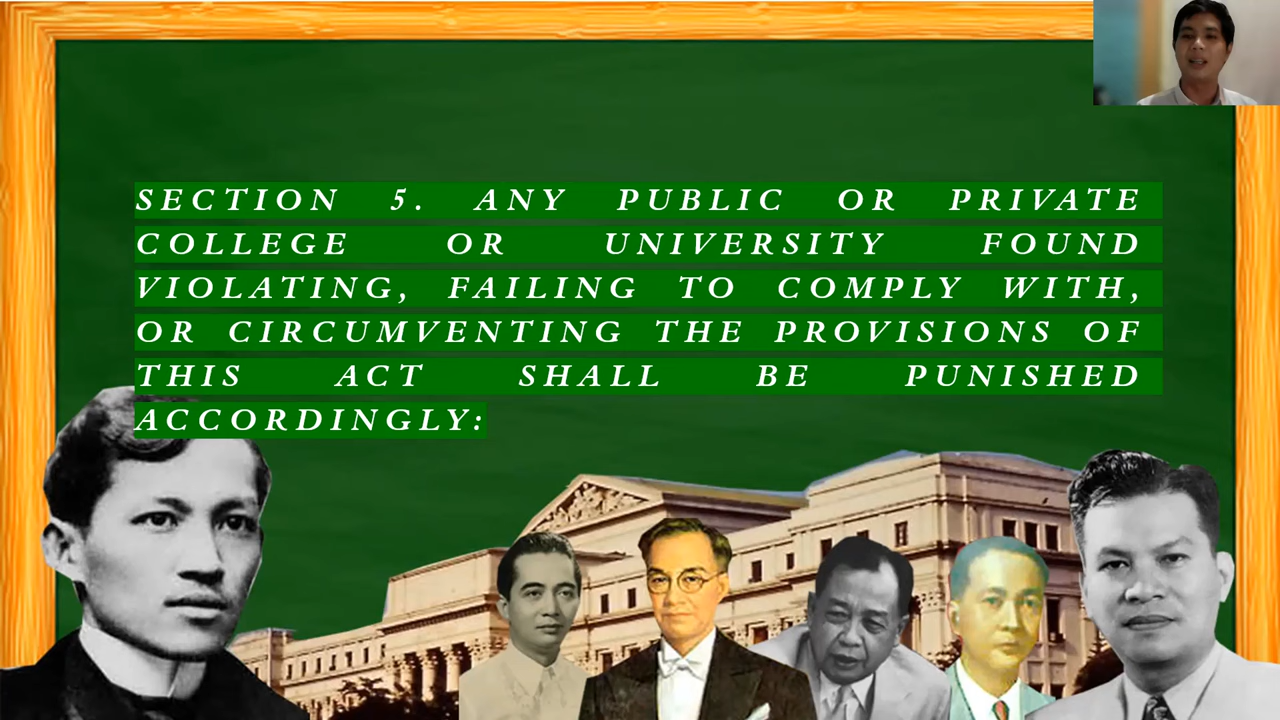 SECTION 5. ANY PUBLIC OR PRIVATE
COLLEGE OR UNIVERSITY FOUND
VIOLATING, FAILING TO COMPLY WITH,
OR CIRCUMVENTING THE PROVISIONS OF
THIS ACT SHALL BE PUNISHED
ACCORDINGLY: